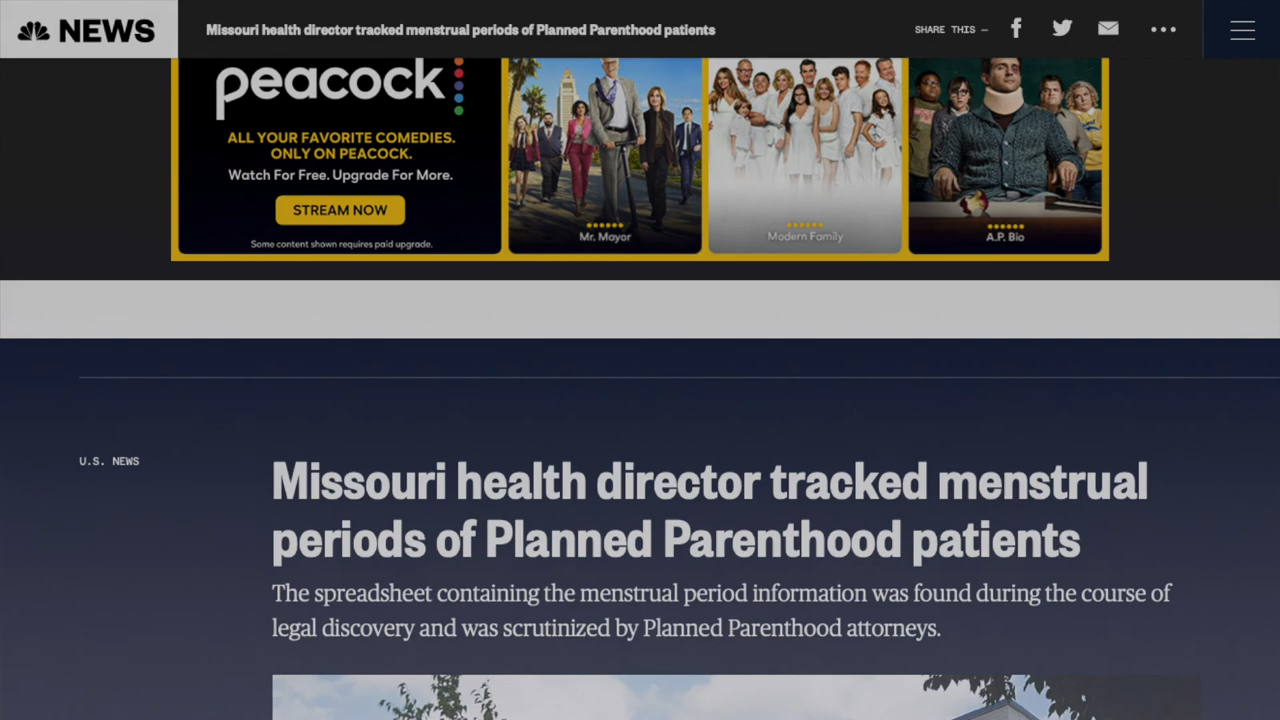 NEWS
Missouri health director tracked menstrual periods of Planned Parenthood patients
SHARE THIS —
peacock
ALL YOUR FAVORITE COMEDIES.
ONLY ON PEACOCK.
Watch For Free. Upgrade For More.
STREAM NOW
Some content shown requires paid upgrade.
Mr. Mayor
Modern Family
A.P. Bio
U.S. NEWS
Missouri health director tracked menstrual
periods of Planned Parenthood patients
The spreadsheet containing the menstrual period information was found during the course of
legal discovery and was scrutinized by Planned Parenthood attorneys.